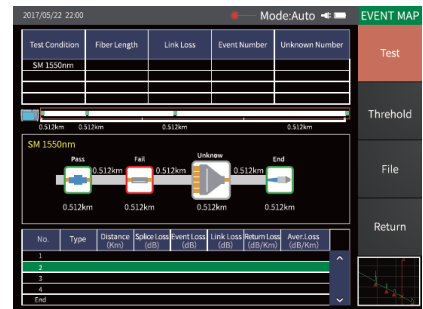 2017/05/22 22:00
Mode:Auto
EVENT MAP
Test Condition Fiber Length Link Loss Event Number Unknown Number
SM 1550nm
Test
Threhold
File
Return
0.512km 0.512km 0.512km 0.512km
SM 1550nm
Pass Fail Unknow End
0.512km 0.512km 0.512km
0.512km 0.512km 0.512km 0.512km
No. Type Distance (Km) Splice Loss (dB) Event Loss (dB) Link Loss (dB) Return Loss (dB/Km) Aver.Loss (dB/Km)
1
2
3
4
End